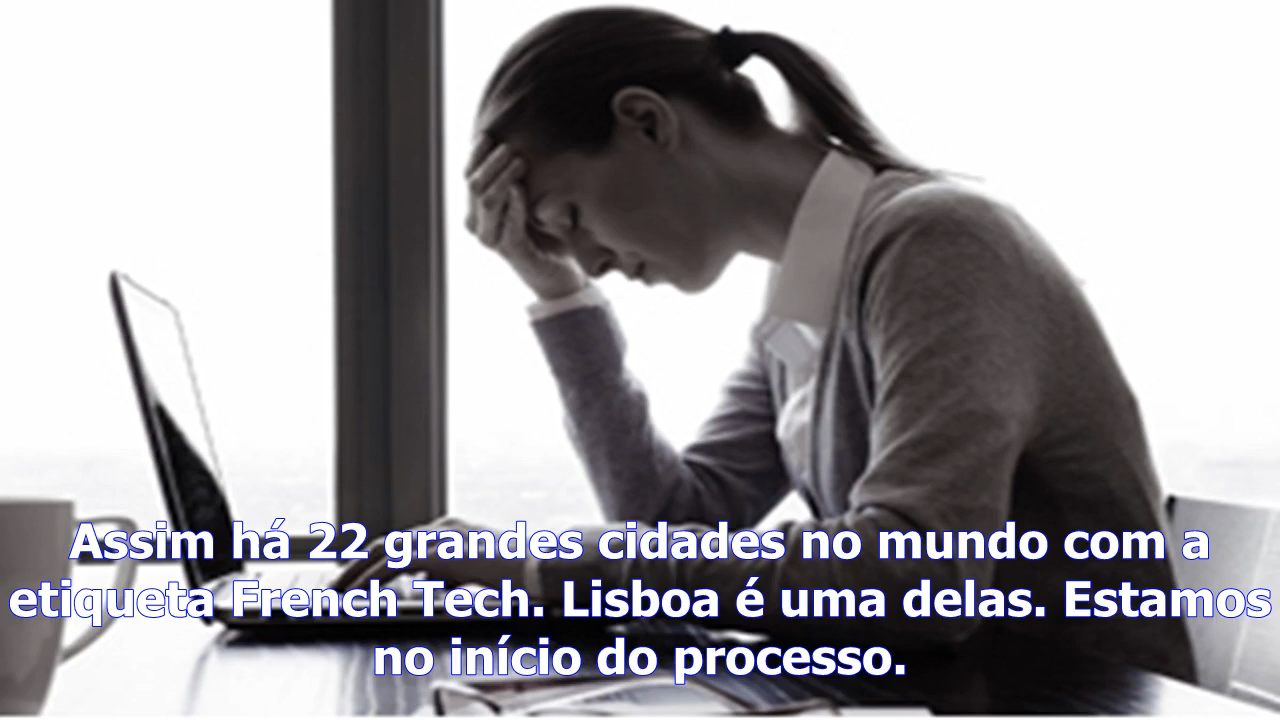 Assim há 22 grandes cidades no mundo com a
etiqueta French Tech. Lisboa é uma delas. Estamos
no início do processo.